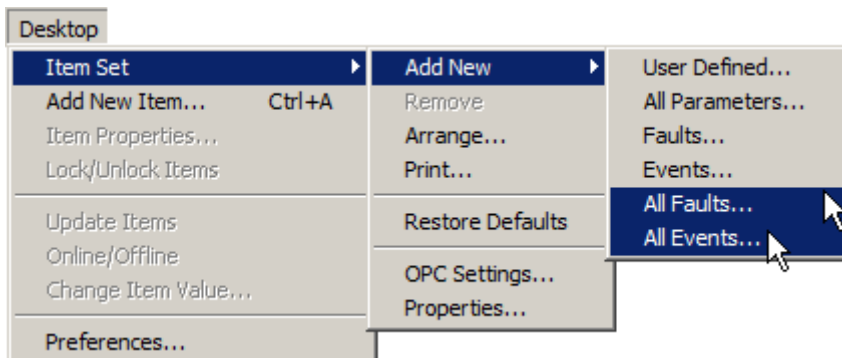 Desktop
Item Set
Add New Item... Ctrl+A
Item Properties...
Lock/Unlock Items
Update Items
Online/Offline
Change Item Value...
Preferences...
Add New
Remove
Arrange...
Print...
Restore Defaults
OPC Settings...
Properties...
User Defined...
All Parameters...
Faults...
Events...
All Faults...
All Events...